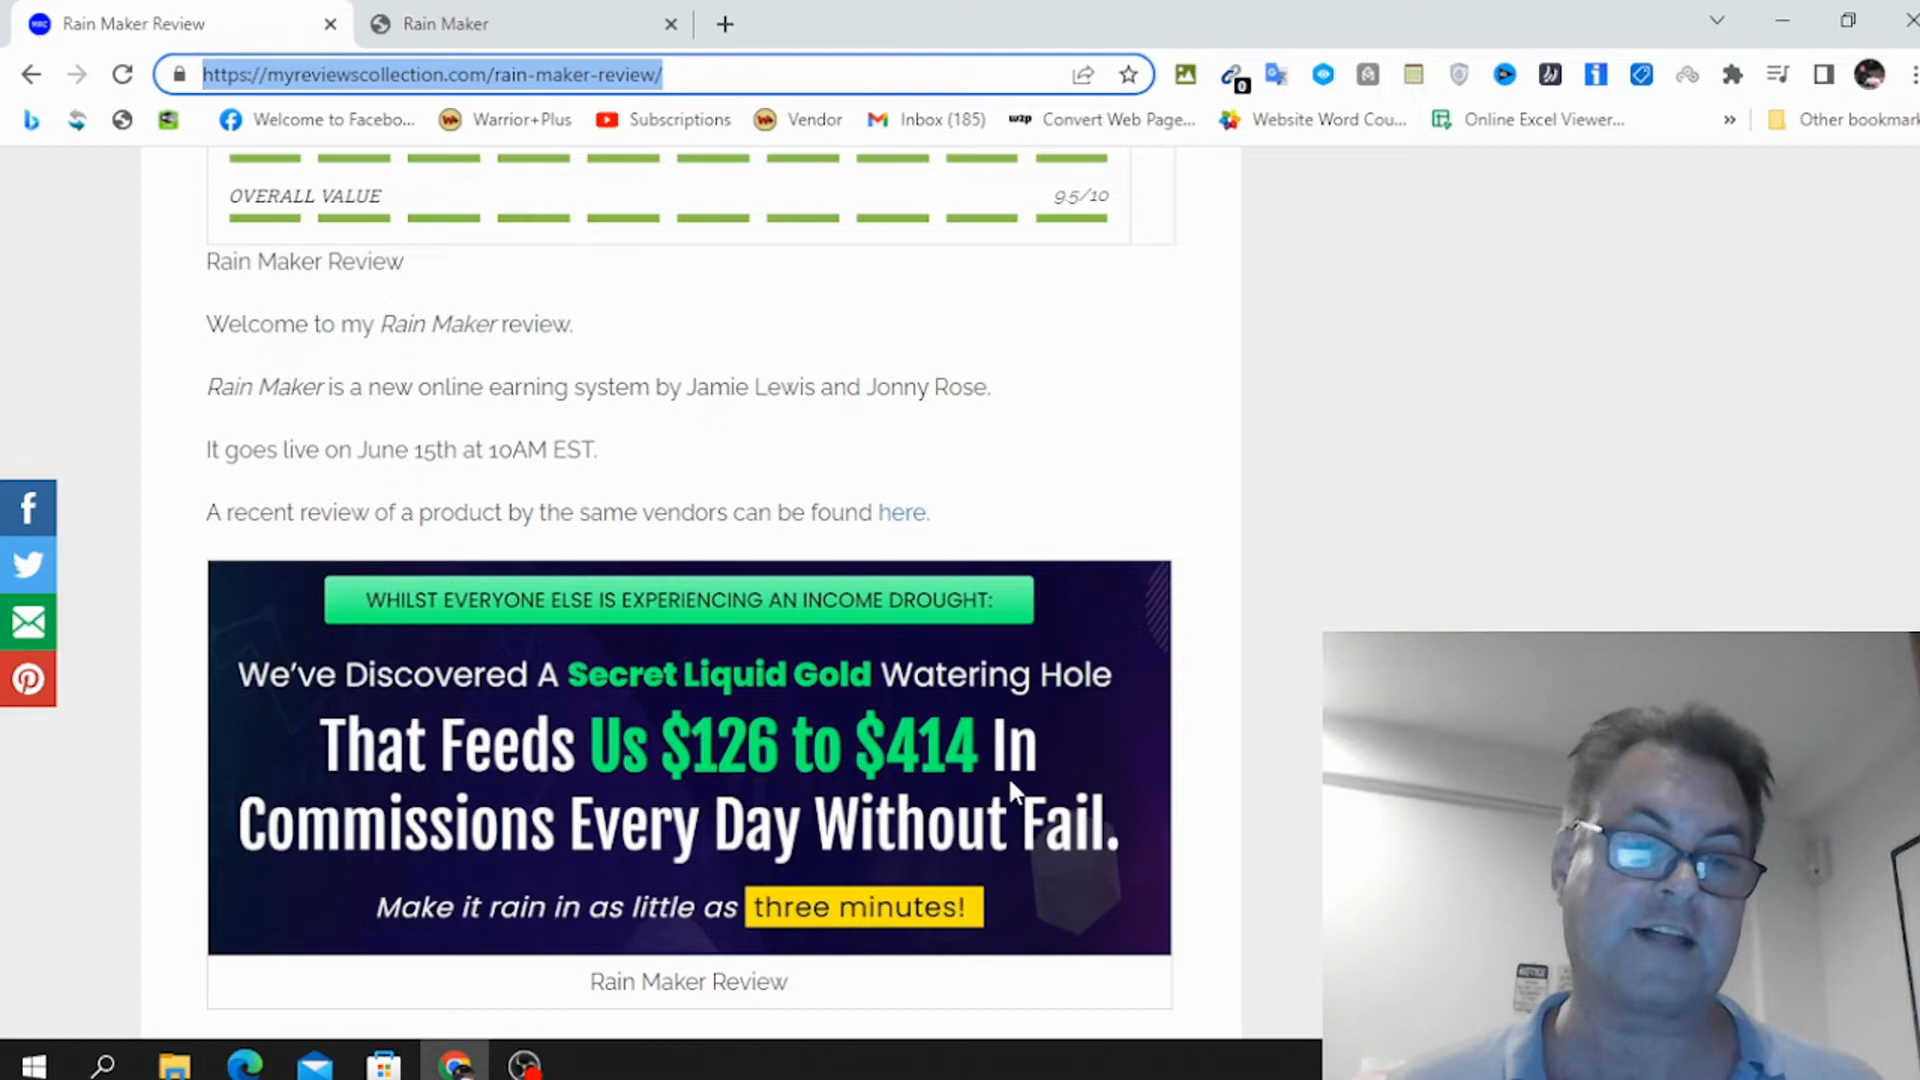 Rain Maker Review
Rain Maker
https://myreviewscollection.com/rain-maker-review/
0
Welcome to Facebo...
Warrior+Plus
Subscriptions
Vendor
Inbox (185)
W2P
Convert Web Page...
Website Word Cou...
Online Excel Viewer...
»
Other bookmark
OVERALL VALUE
9.5/10
Rain Maker Review
Welcome to my Rain Maker review.
Rain Maker is a new online earning system by Jamie Lewis and Jonny Rose.
It goes live on June 15th at 10AM EST.
A recent review of a product by the same vendors can be found here.
WHILST EVERYONE ELSE IS EXPERIENCING AN INCOME DROUGHT:
We've Discovered A Secret Liquid Gold Watering Hole
That Feeds Us $126 to $414 In
Commissions Every Day Without Fail.
Make it rain in as little as three minutes!
Rain Maker Review
NOTICE